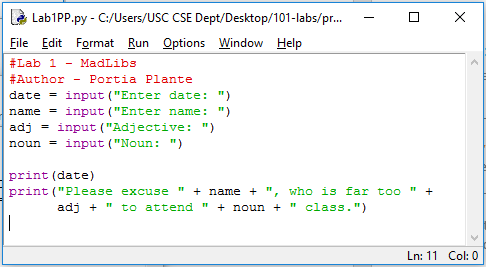 Lab1PP.py - C:/Users/USC CSE Dept/Desktop/101-labs/pr...
File Edit Format Run Options Window Help
#Lab 1 - MadLibs
#Author - Portia Plante
date = input("Enter date: ")
name = input("Enter name: ")
adj = input("Adjective: ")
noun = input("Noun: ")

print(date)
print("Please excuse " + name + ", who is far too " +
      adj + " to attend " + noun + " class.")
Ln: 11 Col: 0